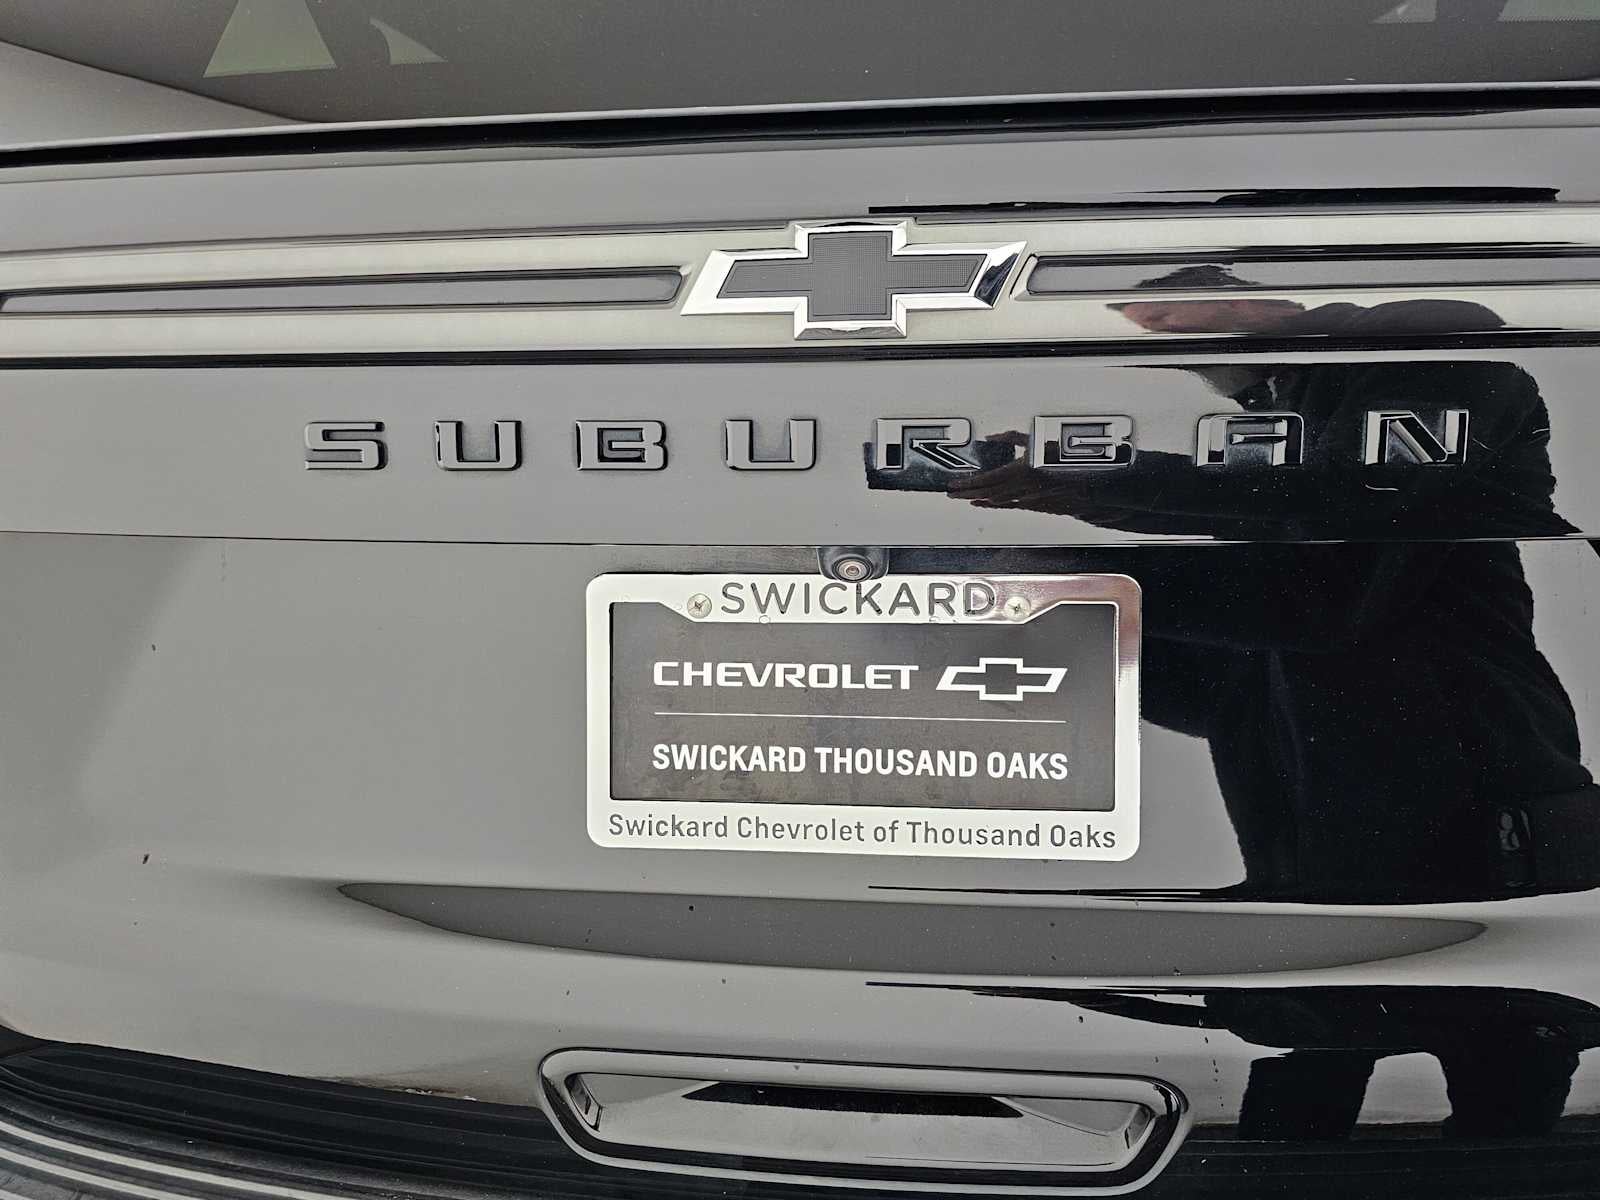 SUBURBAN
SWICKARD
CHEVROLET
SWICKARD THOUSAND OAKS
Swickard Chevrolet of Thousand Oaks